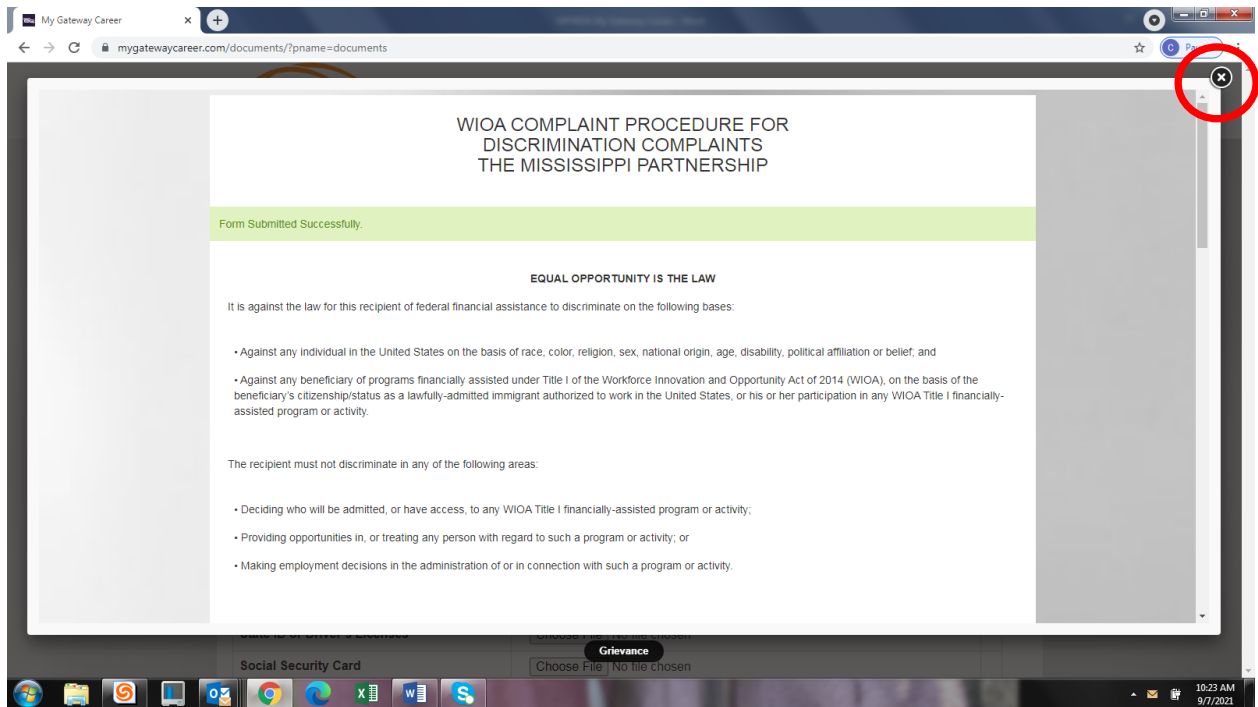 My Gateway Career
mygatewaycareer.com/documents/?pname=documents
C
WIOA COMPLAINT PROCEDURE FOR
DISCRIMINATION COMPLAINTS
THE MISSISSIPPI PARTNERSHIP
Form Submitted Successfully.
EQUAL OPPORTUNITY IS THE LAW
It is against the law for this recipient of federal financial assistance to discriminate on the following bases:
• Against any individual in the United States on the basis of race, color, religion, sex, national origin, age, disability, political affiliation or belief; and
• Against any beneficiary of programs financially assisted under Title I of the Workforce Innovation and Opportunity Act of 2014 (WIOA), on the basis of the
beneficiary's citizenship/status as a lawfully-admitted immigrant authorized to work in the United States, or his or her participation in any WIOA Title I financially-
assisted program or activity.
The recipient must not discriminate in any of the following areas:
• Deciding who will be admitted, or have access, to any WIOA Title I financially-assisted program or activity;
• Providing opportunities in, or treating any person with regard to such a program or activity; or
• Making employment decisions in the administration of or in connection with such a program or activity.
State ID or Driver's Licenses Choose File No file chosen
Grievance
Social Security Card Choose File No file chosen
10:23 AM
9/7/2021